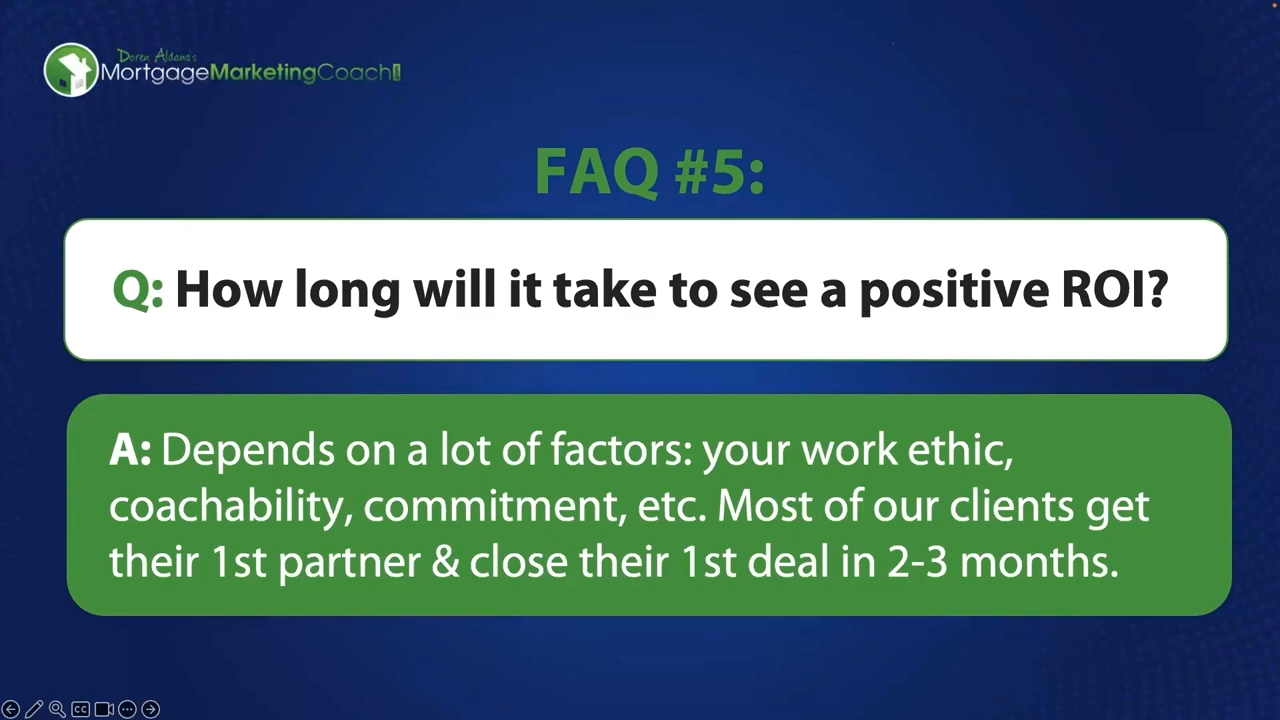 Doren Aldana's
MortgageMarketingCoach
FAQ #5:
Q: How long will it take to see a positive ROI?
A: Depends on a lot of factors: your work ethic,
coachability, commitment, etc. Most of our clients get
their 1st partner & close their 1st deal in 2-3 months.
CC